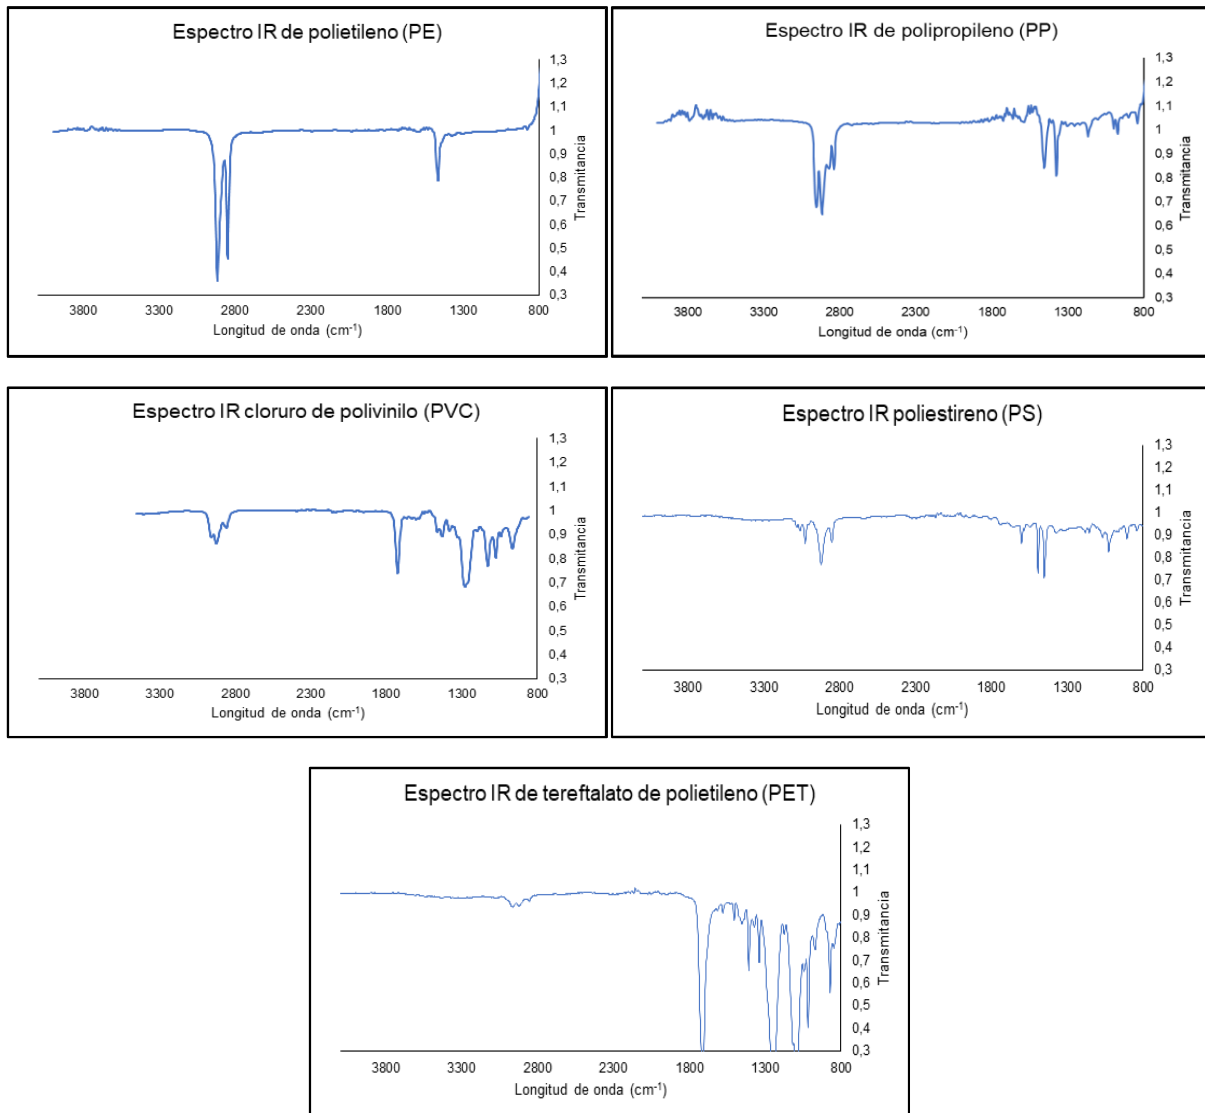 Espectro IR de polietileno (PE)
1,3
1,2
1,1
1
0,9
0,8
0,7
0,6
0,5
0,4
0,3
Transmitancia
3800 3300 2800 2300 1800 1300 800
Longitud de onda (cm⁻¹)
Espectro IR de polipropileno (PP)
1,3
1,2
1,1
1
0,9
0,8
0,7
0,6
0,5
0,4
0,3
Transmitancia
3800 3300 2800 2300 1800 1300 800
Longitud de onda (cm⁻¹)
Espectro IR cloruro de polivinilo (PVC)
1,3
1,2
1,1
1
0,9
0,8
0,7
0,6
0,5
0,4
0,3
Transmitancia
3800 3300 2800 2300 1800 1300 800
Longitud de onda (cm⁻¹)
Espectro IR poliestireno (PS)
1,3
1,2
1,1
1
0,9
0,8
0,7
0,6
0,5
0,4
0,3
Transmitancia
3800 3300 2800 2300 1800 1300 800
Longitud de onda (cm⁻¹)
Espectro IR de tereftalato de polietileno (PET)
1,3
1,2
1,1
1
0,9
0,8
0,7
0,6
0,5
0,4
0,3
Transmitancia
3800 3300 2800 2300 1800 1300 800
Longitud de onda (cm⁻¹)